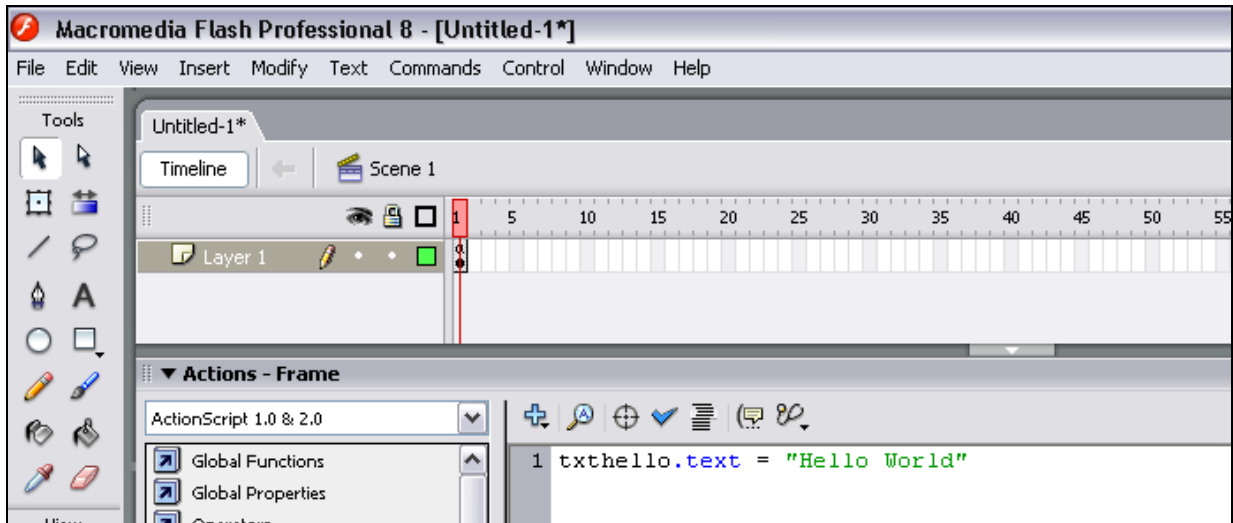 Macromedia Flash Professional 8 - [Untitled-1*]
File Edit View Insert Modify Text Commands Control Window Help
Tools
Untitled-1*
Timeline
Scene 1
1 5 10 15 20 25 30 35 40 45 50 55
Layer 1
Actions - Frame
ActionScript 1.0 & 2.0
Global Functions
1 txthello.text = "Hello World"
Global Properties